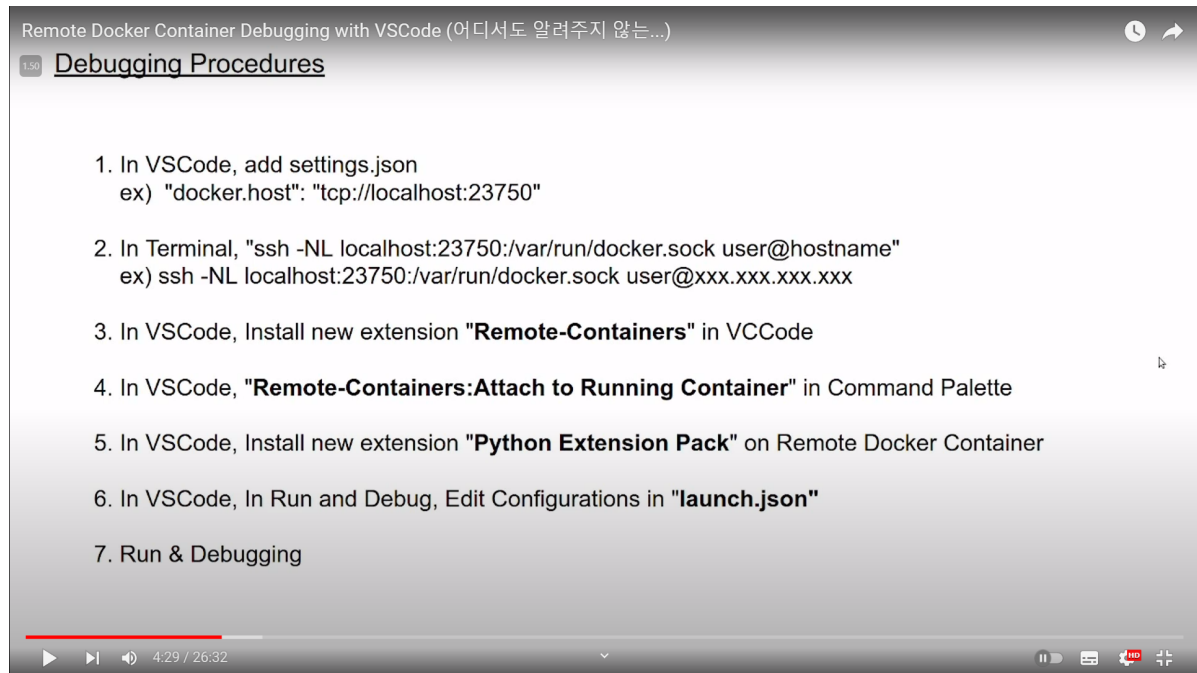 Remote Docker Container Debugging with VSCode (어디서도 알려주지 않는...)
1.50
Debugging Procedures
1. In VSCode, add settings.json
ex)  "docker.host": "tcp://localhost:23750"
2. In Terminal, "ssh -NL localhost:23750:/var/run/docker.sock user@hostname"
ex) ssh -NL localhost:23750:/var/run/docker.sock user@xxx.xxx.xxx.xxx
3. In VSCode, Install new extension "Remote-Containers" in VCCode
4. In VSCode, "Remote-Containers:Attach to Running Container" in Command Palette
5. In VSCode, Install new extension "Python Extension Pack" on Remote Docker Container
6. In VSCode, In Run and Debug, Edit Configurations in "launch.json"
7. Run & Debugging
4:29 / 26:32
HD